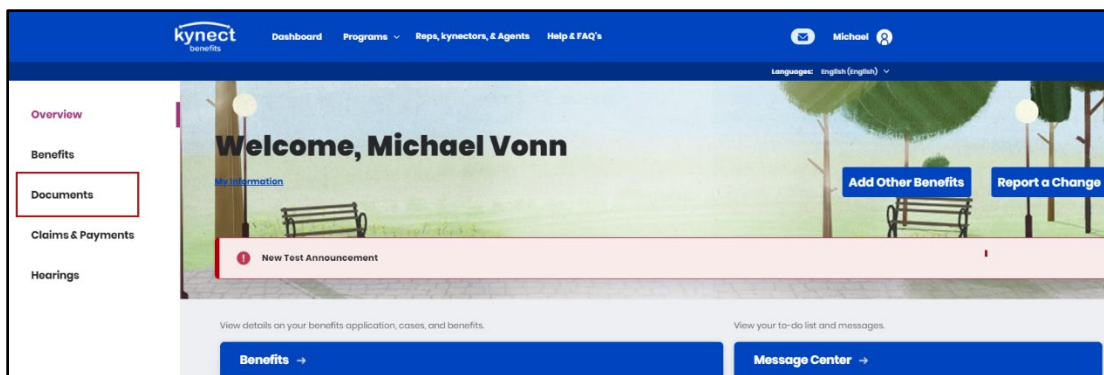 kynect
benefits
Dashboard Programs Reps, kynectors, & Agents Help & FAQ's Michael
Languages: English (English)
Overview
Benefits
Documents
Claims & Payments
Hearings
Welcome, Michael Vonn
My Information
Add Other Benefits Report a Change
New Test Announcement
View details on your benefits application, cases, and benefits.
View your to-do list and messages.
Benefits →
Message Center →